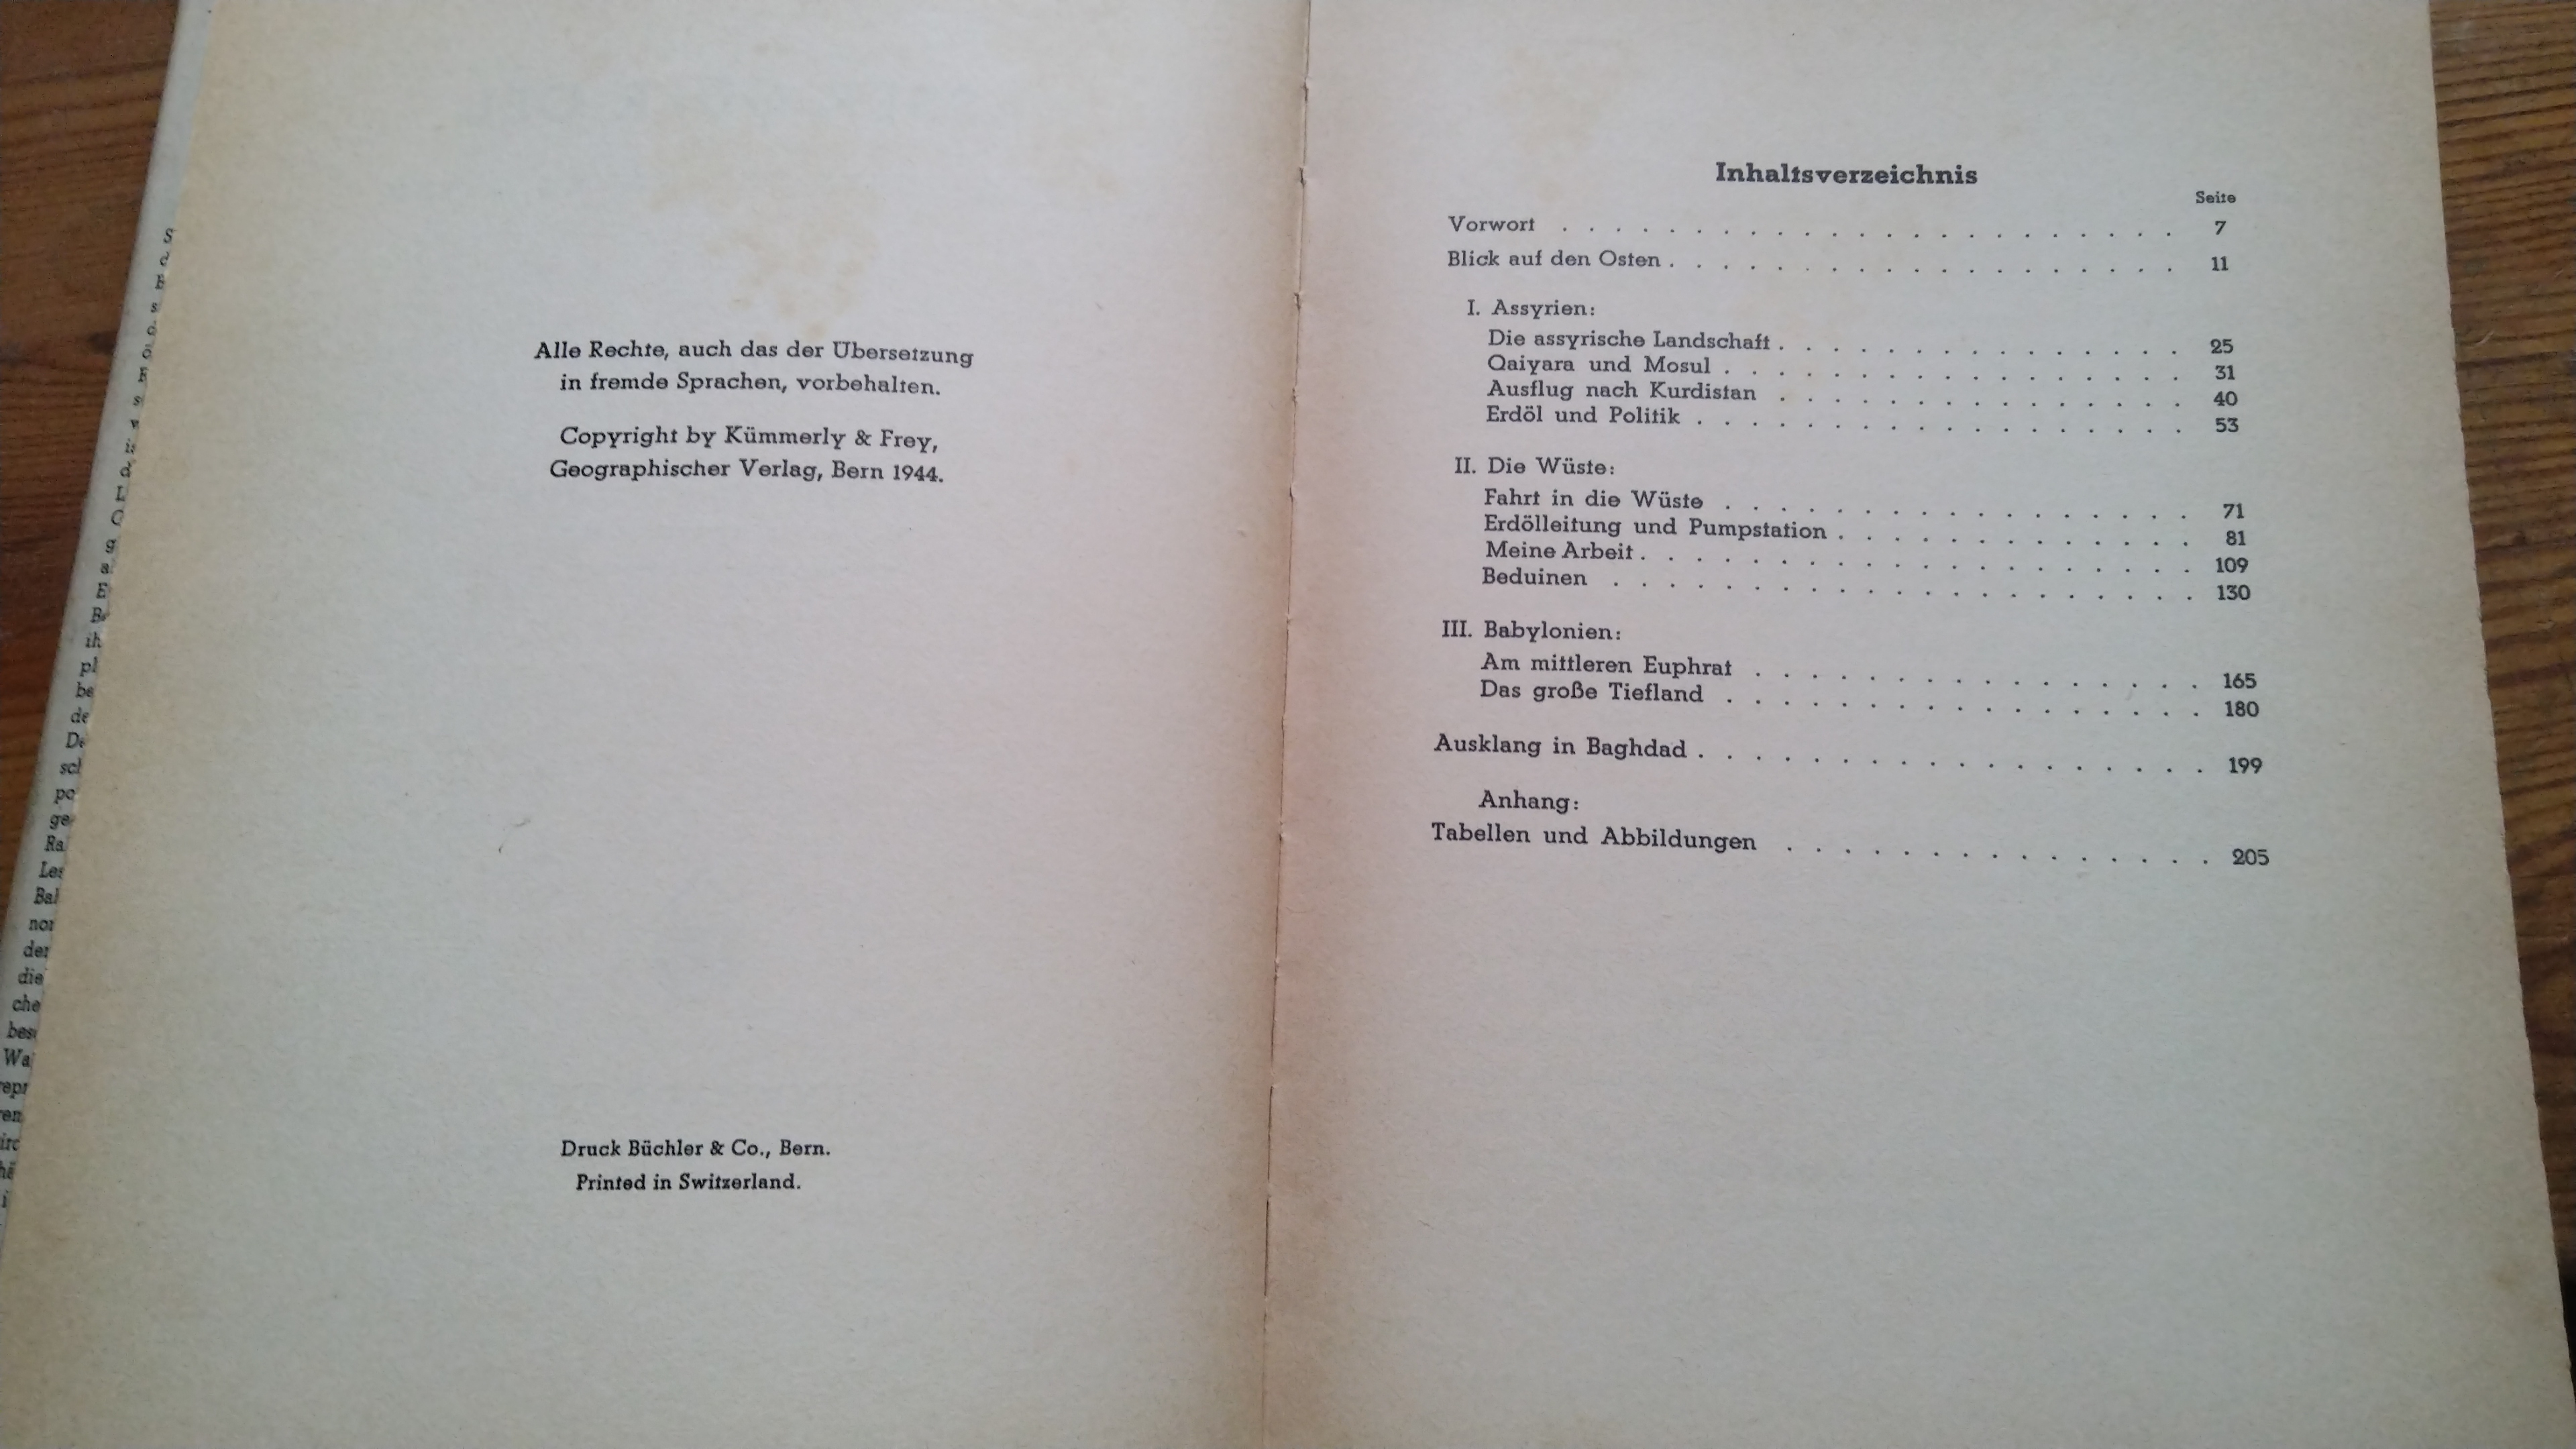 Alle Rechte, auch das der Übersetzung
in fremde Sprachen, vorbehalten.
Copyright by Kümmerly & Frey,
Geographischer Verlag, Bern 1944.
Druck Büchler & Co., Bern.
Printed in Switzerland.
Inhaltsverzeichnis
Seite
Vorwort . . . . . . . . . . . . . . . . . . . . . . . 7
Blick auf den Osten . . . . . . . . . . . . . . . . . . . 11
I. Assyrien:
Die assyrische Landschaft . . . . . . . . . . . . . . . 25
Qaiyara und Mosul . . . . . . . . . . . . . . . . . 31
Ausflug nach Kurdistan . . . . . . . . . . . . . . . 40
Erdöl und Politik . . . . . . . . . . . . . . . . . . 53
II. Die Wüste:
Fahrt in die Wüste . . . . . . . . . . . . . . . . . 71
Erdölleitung und Pumpstation . . . . . . . . . . . . . 81
Meine Arbeit . . . . . . . . . . . . . . . . . . . . 109
Beduinen . . . . . . . . . . . . . . . . . . . . . 130
III. Babylonien:
Am mittleren Euphrat . . . . . . . . . . . . . . . . 165
Das große Tiefland . . . . . . . . . . . . . . . . . 180
Ausklang in Baghdad . . . . . . . . . . . . . . . . . . 199
Anhang:
Tabellen und Abbildungen . . . . . . . . . . . . . . . 205